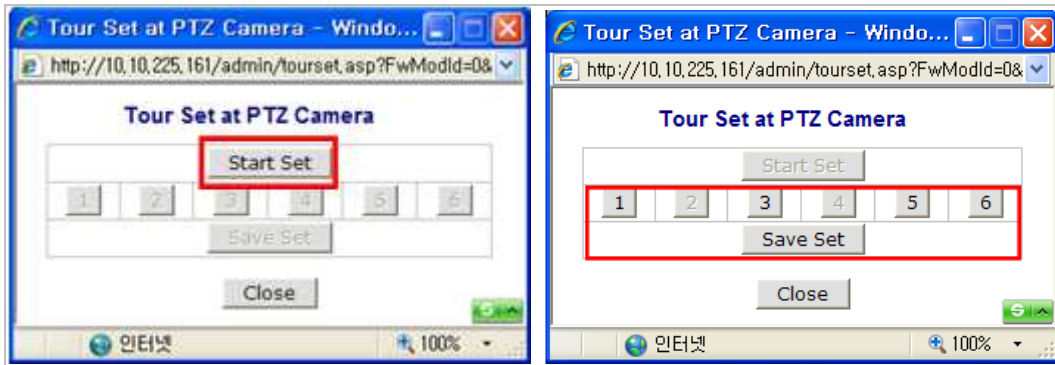 Tour Set at PTZ Camera - Windo...
http://10,10,225,161/admin/tourset,asp?FwModId=0&
Tour Set at PTZ Camera
Start Set
1 2 3 4 5 6
Save Set
Close
인터넷 100%
Tour Set at PTZ Camera - Windo...
http://10,10,225,161/admin/tourset,asp?FwModId=0&
Tour Set at PTZ Camera
Start Set
1 2 3 4 5 6
Save Set
Close
인터넷 100%